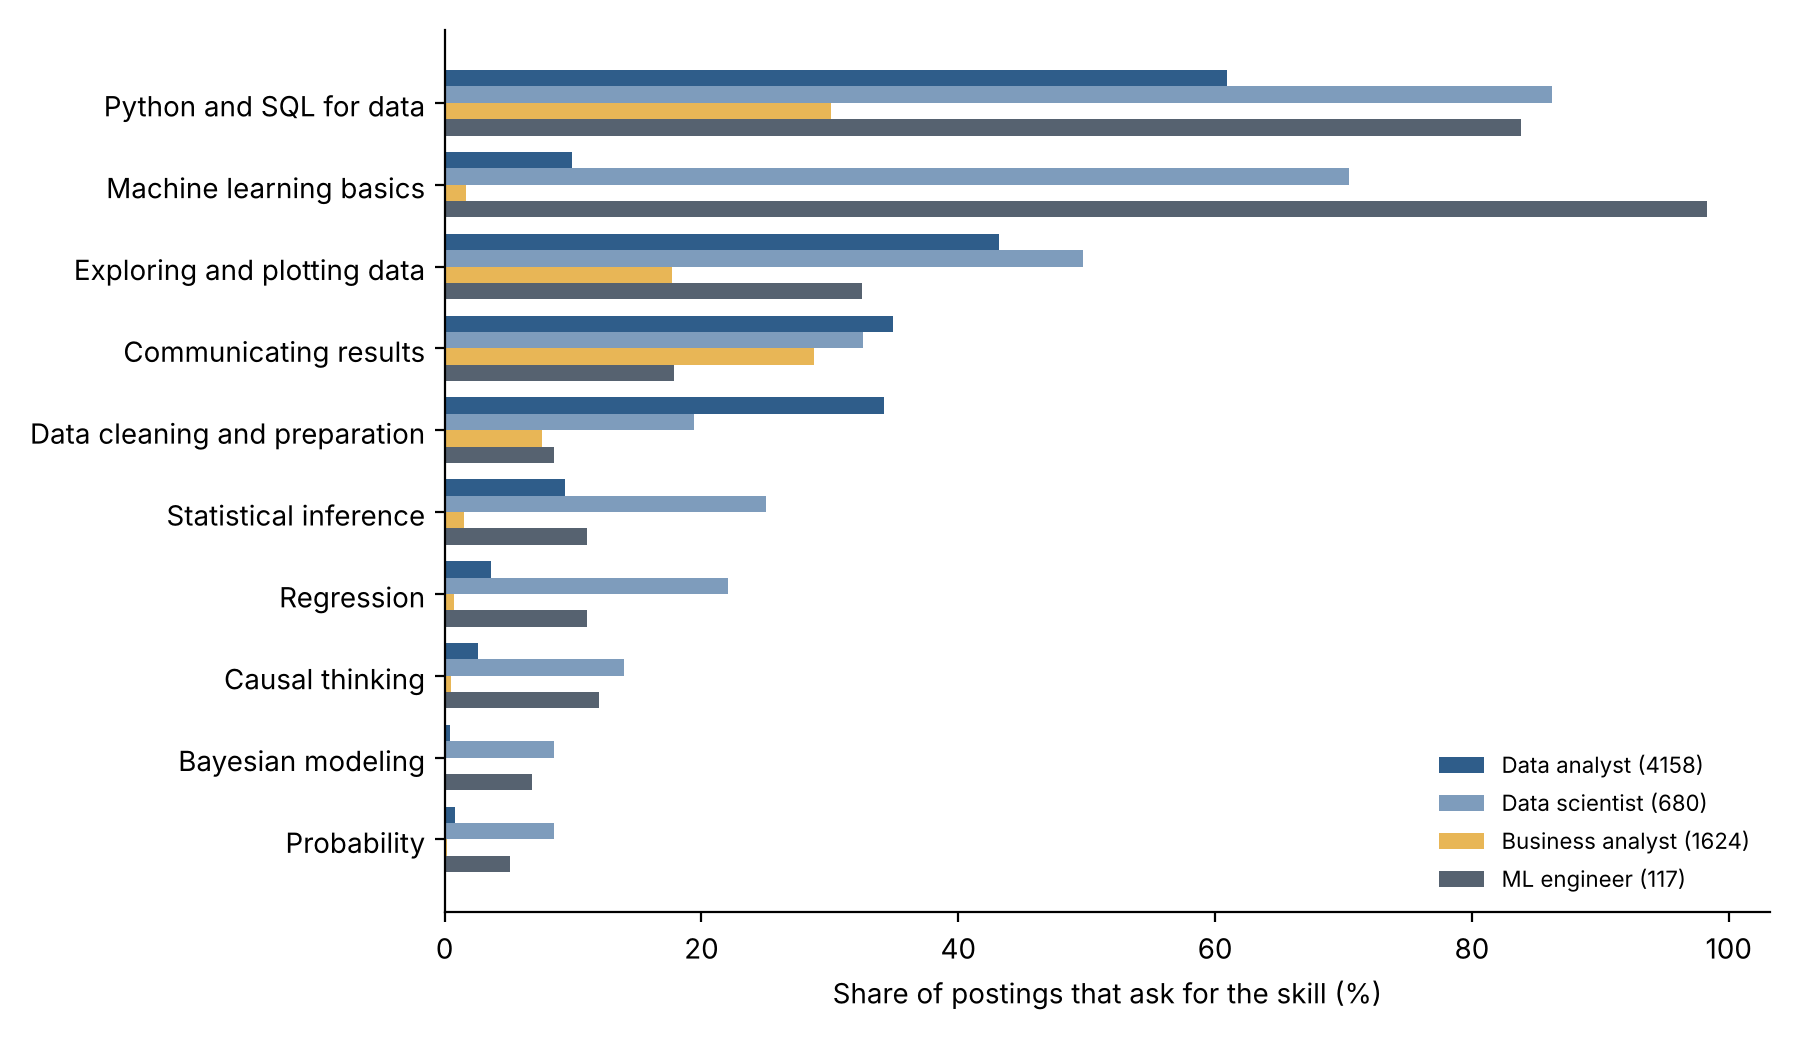 Python and SQL for data
Machine learning basics
Exploring and plotting data
Communicating results
Data cleaning and preparation
Statistical inference
Regression
Causal thinking
Bayesian modeling
Probability
Data analyst (4158)
Data scientist (680)
Business analyst (1624)
ML engineer (117)
0 20 40 60 80 100
Share of postings that ask for the skill (%)